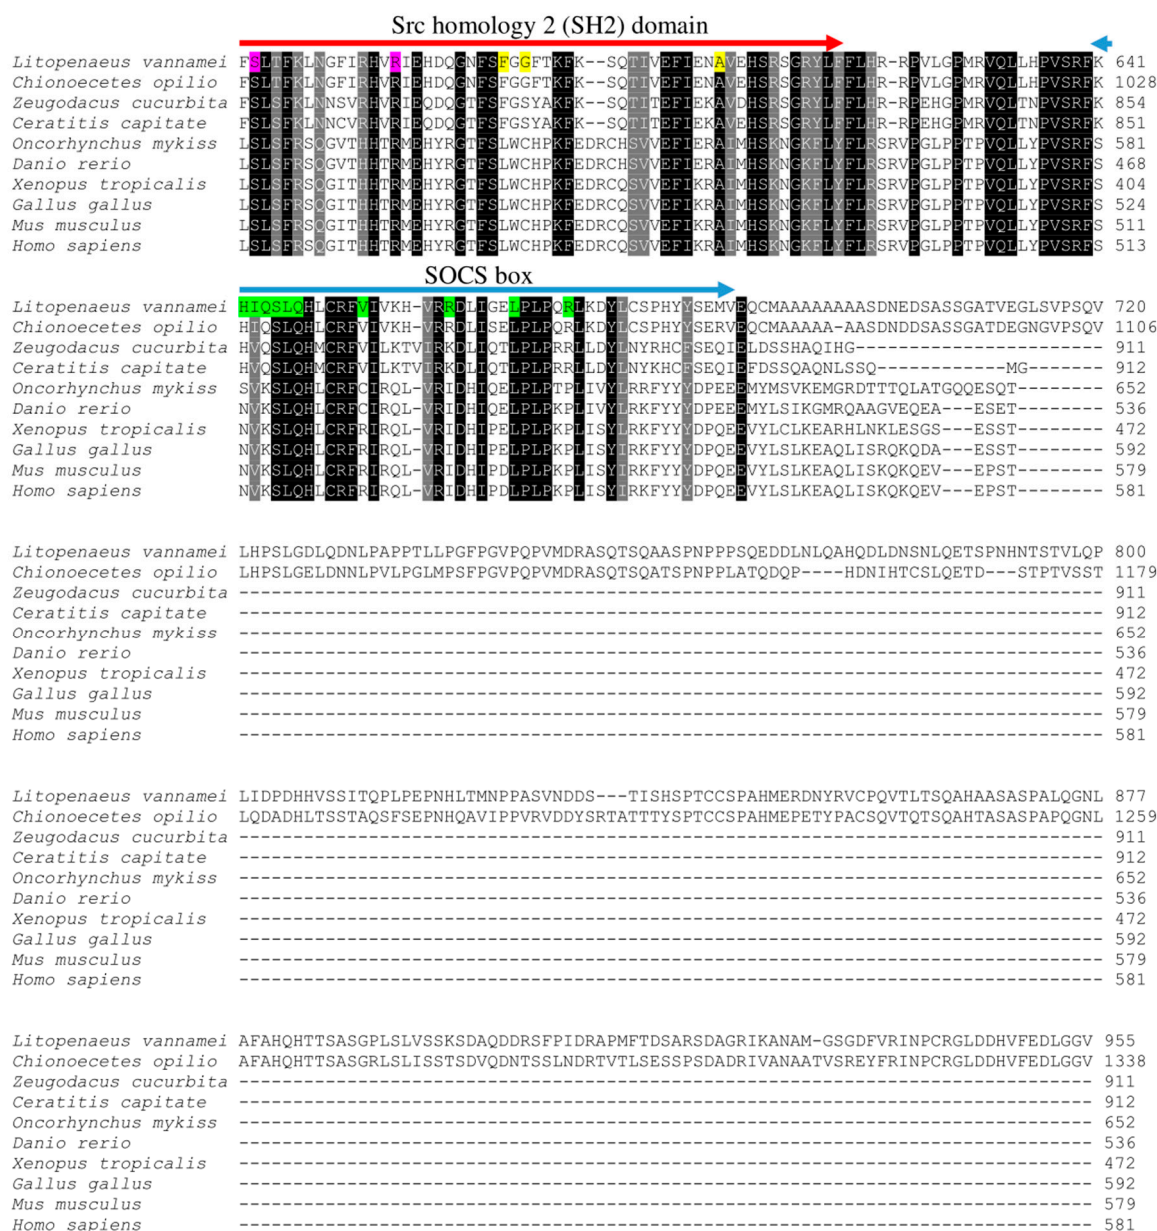 Src homology 2 (SH2) domain
Litopenaeus vannamei FSLTFKLNGFIRHVRIEHDQGNFSFGGFTKFK--SQTIVEFIENAVEHSRSGRYLFFLHR-RPVLGPMRVQLLHPVSRFK 641
Chionoecetes opilio FSLTFKLNGFIRHVRIEHDQGNFSFGGFTKFK--SQTIVEFIENAVEHSRSGRYLFFLHR-RPEHGPMRVQLLHPVSRFK 1028
Zeugodacus cucurbita FSLSFKLNNSVRHVRIEQDQGTFSFGSYAKFK--SQTITEFIEKAVDHSRSGRYLFFLHR-RPEHGPMRVQLTNPVSRFK 854
Ceratitis capitate FSLSFKLNNCVRHVRIEQDQGTFSFGSYAKFK--SQTITEFIEKAVEHSRSGRYLFFLHR-RPEHGPMRVQLTNPVSRFK 851
Oncorhynchus mykiss LSLSFRSQGVTHHTRMEHYRGTFSLWCHPKFEDRCHSVVEFIERAIMHSKNGKFLYFLRSRVPGLPPTPVQLLYPVSRFS 581
Danio rerio LSLSFRSQGVTHHTRMEHYRGTFSLWCHPKFEDRCQSVVEFIERAIMHSKNGKFLYFLRSRVPGLPPTPVQLLYPVSRFS 468
Xenopus tropicalis LSLSFRSQGITHHTRMEHYRGTFSLWCHPKFEDRCQSVVEFIKRAIMHSKNGKFLYFLRSRVPGLPPTPVQLLYPVSRFS 404
Gallus gallus LSLSFRSQGITHHTRMEHYRGTFSLWCHPKFEDRCQSVVEFIKRAIMHSKNGKFLYFLRSRVPGLPPTPVQLLYPVSRFS 524
Mus musculus LSLSFRSQGITHHTRMEHYRGTFSLWCHPKFEDRCQSVVEFIKRAIMHSKNGKFLYFLRSRVPGLPPTPVQLLYPVSRFS 511
Homo sapiens LSLSFRSQGITHHTRMEHYRGTFSLWCHPKFEDRCQSVVEFIKRAIMHSKNGKFLYFLRSRVPGLPPTPVQLLYPVSRFS 513
SOCS box
Litopenaeus vannamei HIQSLQHLCRFVIVKH-VRRDLIGELPLPQRLKDYLCSPHYYSEMVEQCMAAAAAAAASDNEDSASSGATVEGLSVPSQV 720
Chionoecetes opilio HIQSLQHLCRFVIVKH-VRRDLISELPLPQRLKDYLCSPHYYSERVEQCMAAAAA-AASDNDDSASSGATDEGNGVPSQV 1106
Zeugodacus cucurbita HVQSLQHMCRFVILKTVIRKDLIQTLPLPRRLLDYLNYRHCFSEQIELDSSHAQIHG----------------------- 911
Ceratitis capitate HVQSLQHMCRFVILKTVIRKDLIQTLPLPRRLLDYLNYKHCFSEQIEFDSSQAQNLSSQ------------MG------- 912
Oncorhynchus mykiss SVKSLQHLCRFCIRQL-VRIDHIQELPLPTPLIVYLRRFYYYDPEEEMYMSVKEMGRDTTTQLATGQQESQT-------- 652
Danio rerio NVKSLQHLCRFCIRQL-VRIDHIQELPLPKPLIVYLRKFYYYDPEEEMYLSIKGMRQAAGVEQEA---ESET-------- 536
Xenopus tropicalis NVKSLQHLCRFRIRQL-VRIDHIPELPLPKPLISYLRKFYYYDPQEEVYLCLKEARHLNKLESGS---ESST-------- 472
Gallus gallus NVKSLQHLCRFRIRQL-VRIDHIPELPLPKPLISYIRKFYYYDPQEEVYLSLKEAQLISRQKQDA---ESST-------- 592
Mus musculus NVKSLQHLCRFRIRQL-VRIDHIPELPLPKPLISYIRKFYYYDPQEEVYLSLKEAQLISKQKQEV---EPST-------- 579
Homo sapiens NVKSLQHLCRFRIRQL-VRIDHIPDLPLPKPLISYIRKFYYYDPQEEVYLSLKEAQLISKQKQEV---EPST-------- 581
Litopenaeus vannamei LHPSLGDLQDNLPAPPTLLPGFPGVPQPVMDRASQTSQAASPNPPPSQEDDLNLQAHQDLDNSNLQETSPNHNTSTVLQP 800
Chionoecetes opilio LHPSLGELDNNLPVLPGLMPSFPGVPQPVMDRASQTSQATSPNPPLATQDQP----HDNIHTCSLQETD---STPTVSST 1179
Zeugodacus cucurbita -------------------------------------------------------------------------------- 911
Ceratitis capitate -------------------------------------------------------------------------------- 912
Oncorhynchus mykiss -------------------------------------------------------------------------------- 652
Danio rerio -------------------------------------------------------------------------------- 536
Xenopus tropicalis -------------------------------------------------------------------------------- 472
Gallus gallus -------------------------------------------------------------------------------- 592
Mus musculus -------------------------------------------------------------------------------- 579
Homo sapiens -------------------------------------------------------------------------------- 581
Litopenaeus vannamei LIDPDHHVSSITQPLPEPNHLTMNPPASVNDDS---TISHSPTCCSPAHMERDNYRVCPQVTLTSQAHAASASPALQGNL 877
Chionoecetes opilio LQDADHLTSSTAQSFSEPNHQAVIPPVRVDDYSRTATTTYSPTCCSPAHMEPETYPACSQVTQTSQAHTASASPAPQGNL 1259
Zeugodacus cucurbita -------------------------------------------------------------------------------- 911
Ceratitis capitate -------------------------------------------------------------------------------- 912
Oncorhynchus mykiss -------------------------------------------------------------------------------- 652
Danio rerio -------------------------------------------------------------------------------- 536
Xenopus tropicalis -------------------------------------------------------------------------------- 472
Gallus gallus -------------------------------------------------------------------------------- 592
Mus musculus -------------------------------------------------------------------------------- 579
Homo sapiens -------------------------------------------------------------------------------- 581
Litopenaeus vannamei AFAHQHTTSASGPLSLVSSKSDAQDDRSFPIDRAPMFTDSARSDAGRIKANAM-GSGDFVRINPCRGLDDHVFEDLGGV 955
Chionoecetes opilio AFAHQHTTSASGRLSLISSTSDVQDNTSSLNDRTVTLSESSPSDADRIVANAATVSREYFRINPCRGLDDHVFEDLGGV 1338
Zeugodacus cucurbita ------------------------------------------------------------------------------- 911
Ceratitis capitate ------------------------------------------------------------------------------- 912
Oncorhynchus mykiss ------------------------------------------------------------------------------- 652
Danio rerio ------------------------------------------------------------------------------- 536
Xenopus tropicalis ------------------------------------------------------------------------------- 472
Gallus gallus ------------------------------------------------------------------------------- 592
Mus musculus ------------------------------------------------------------------------------- 579
Homo sapiens ------------------------------------------------------------------------------- 581